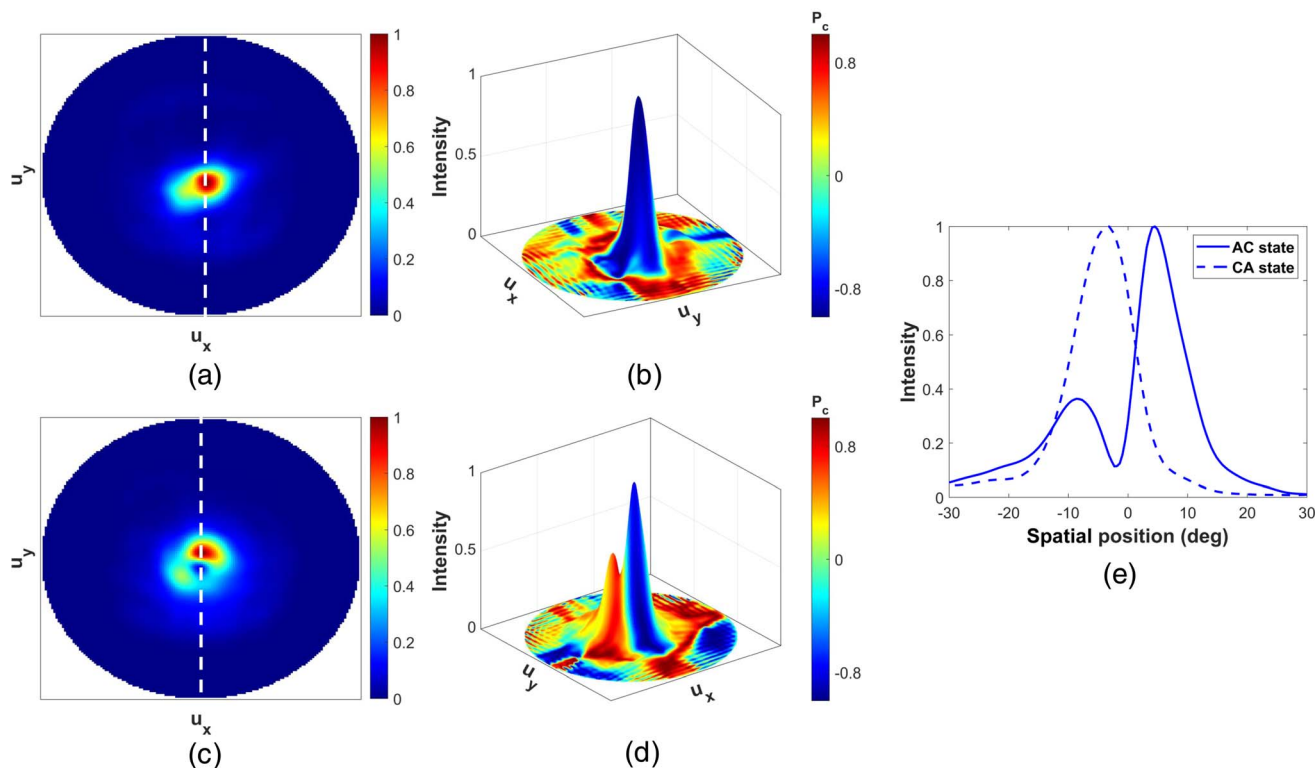 u_y
1
0.8
0.6
0.4
0.2
0
u_x
(a)
Intensity
1
0.5
0
u_x
u_y
P_c
0.8
0
-0.8
(b)
u_y
1
0.8
0.6
0.4
0.2
0
u_x
(c)
Intensity
1
0.5
0
u_y
u_x
P_c
0.8
0
-0.8
(d)
Intensity
1
0.8
0.6
0.4
0.2
0
AC state
CA state
-30 -20 -10 0 10 20 30
Spatial position (deg)
(e)